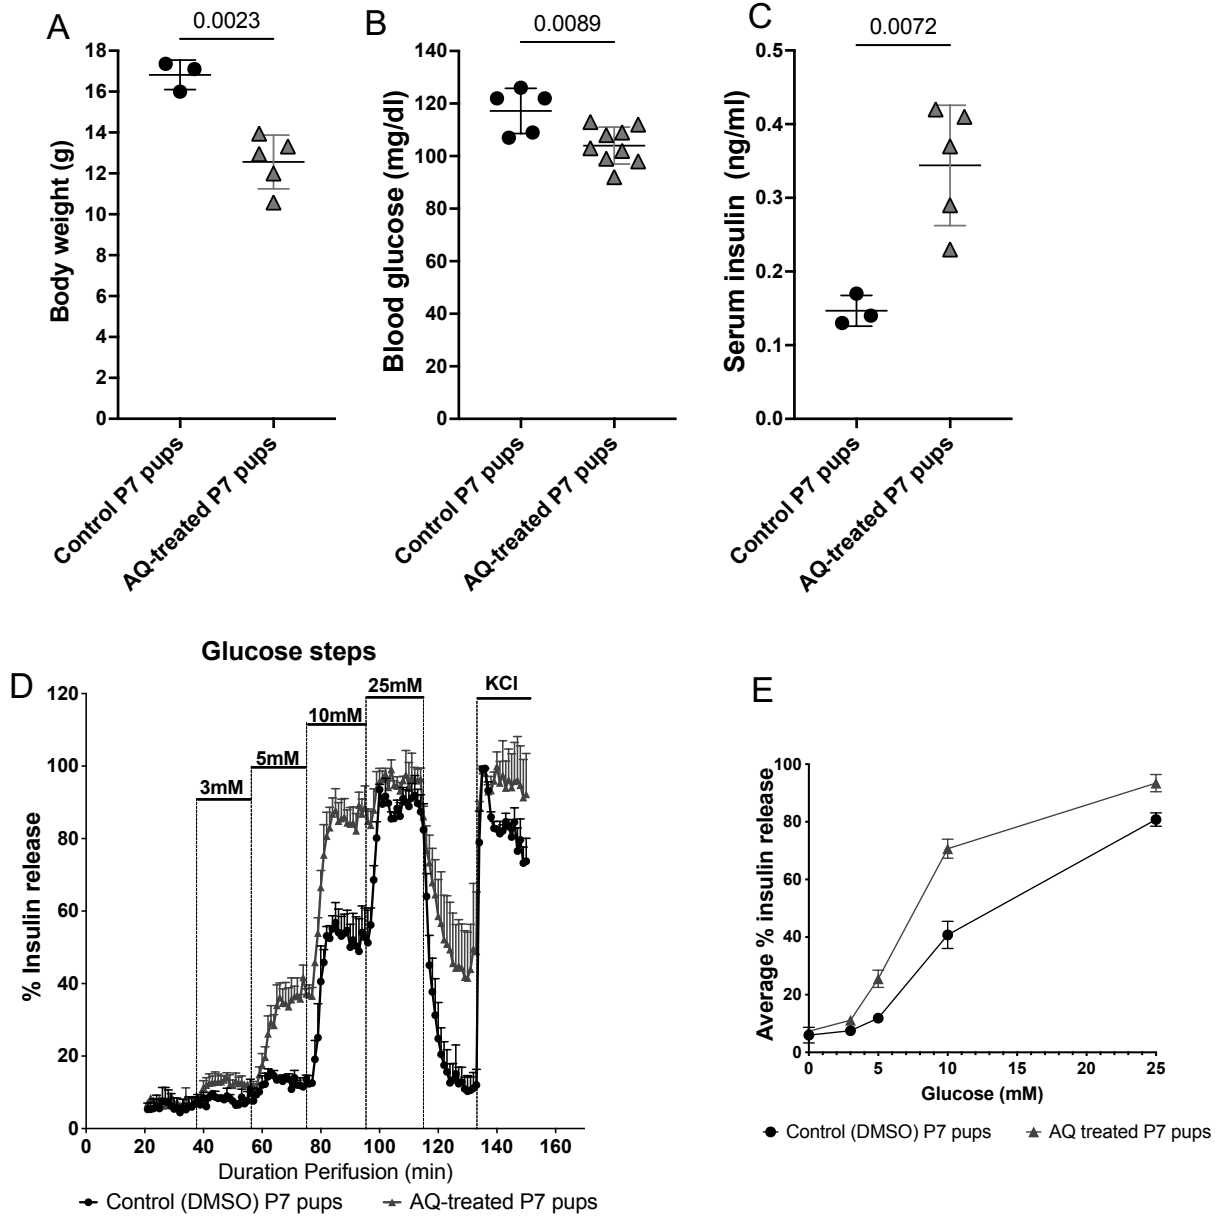 A
0.0023
Body weight (g)
18
16
14
12
10
8
6
4
2
0
Control P7 pups
AQ-treated P7 pups
B
0.0089
Blood glucose (mg/dl)
140
120
100
80
60
40
20
0
Control P7 pups
AQ-treated P7 pups
C
0.0072
Serum insulin (ng/ml)
0.5
0.4
0.3
0.2
0.1
0.0
Control P7 pups
AQ-treated P7 pups
D
Glucose steps
% Insulin release
120
100
80
60
40
20
0
3mM
5mM
10mM
25mM
KCl
0 20 40 60 80 100 120 140 160
Duration Perifusion (min)
Control (DMSO) P7 pups AQ-treated P7 pups
E
Average % insulin release
100
80
60
40
20
0
0 5 10 15 20 25
Glucose (mM)
Control (DMSO) P7 pups AQ treated P7 pups